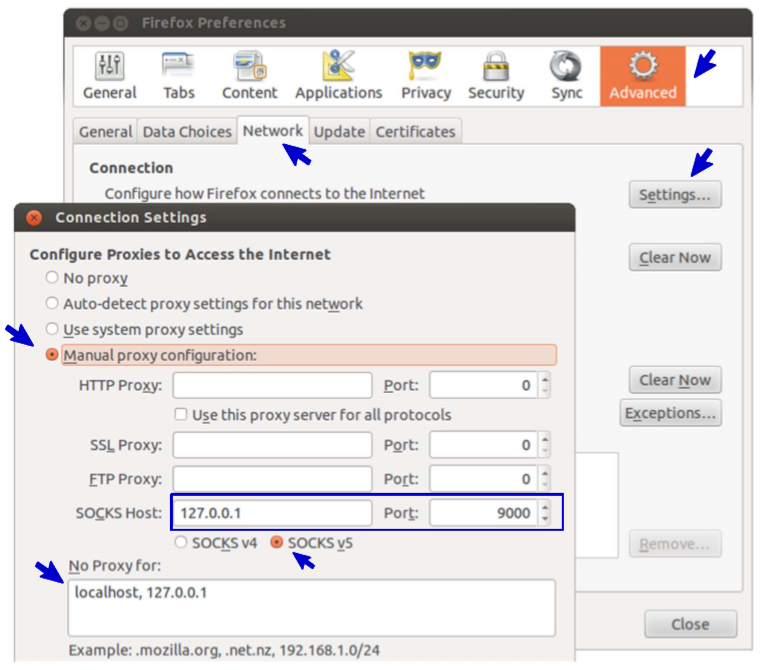 Firefox Preferences
General Tabs Content Applications Privacy Security Sync Advanced
General Data Choices Network Update Certificates
Connection
Configure how Firefox connects to the Internet
Settings...
Connection Settings
Configure Proxies to Access the Internet
Clear Now
No proxy
Auto-detect proxy settings for this network
Use system proxy settings
Manual proxy configuration:
HTTP Proxy: Port: 0
Clear Now
Use this proxy server for all protocols
Exceptions...
SSL Proxy: Port: 0
FTP Proxy: Port: 0
SOCKS Host: 127.0.0.1 Port: 9000
SOCKS v4 SOCKS v5
Remove...
No Proxy for:
localhost, 127.0.0.1
Close
Example: .mozilla.org, .net.nz, 192.168.1.0/24